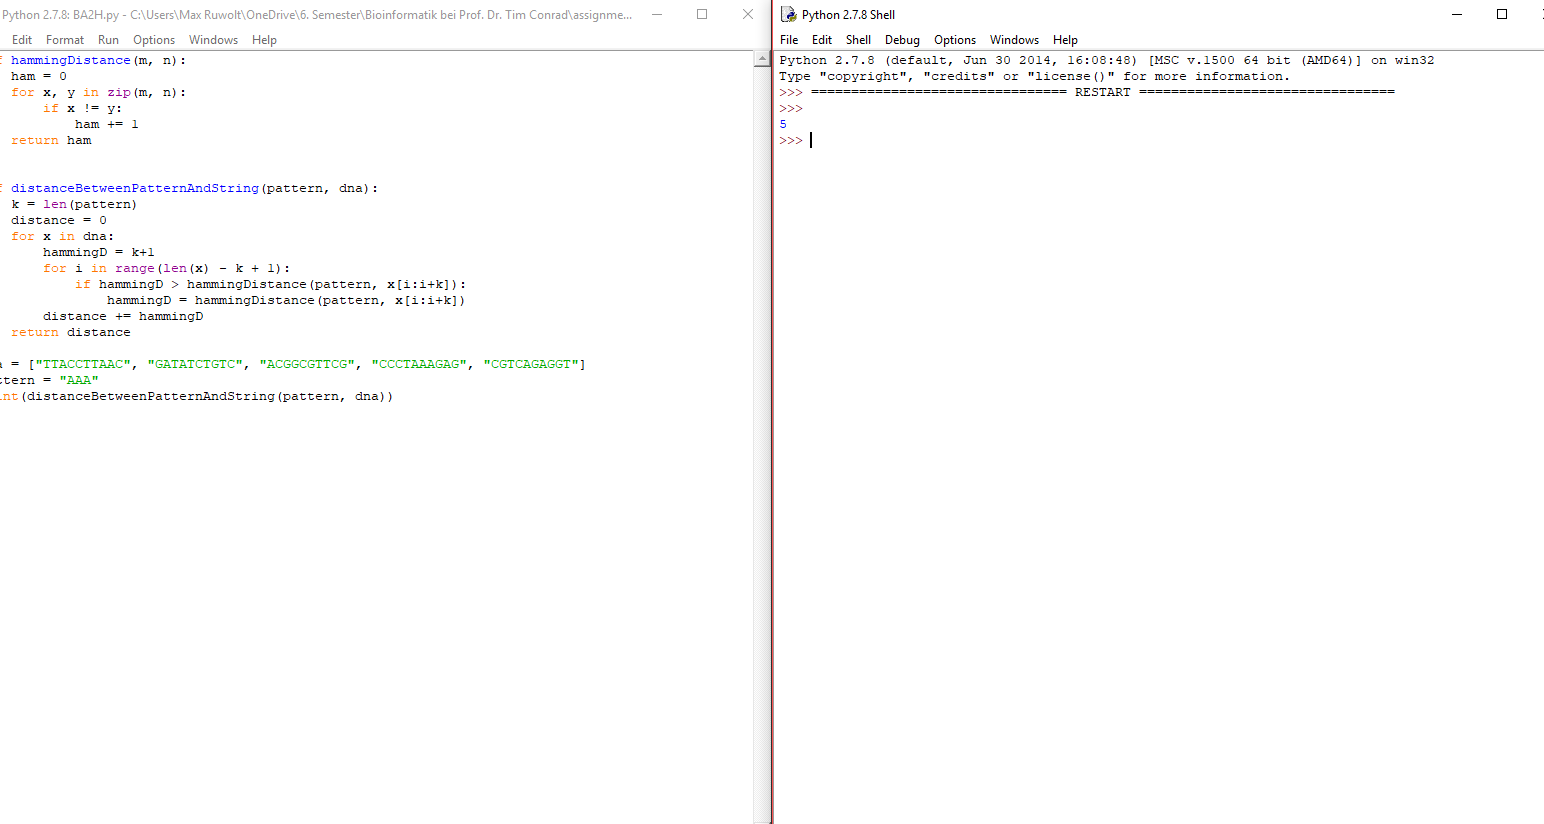 Python 2.7.8: BA2H.py - C:\Users\Max Ruwolt\OneDrive\6. Semester\Bioinformatik bei Prof. Dr. Tim Conrad\assignme...
Edit Format Run Options Windows Help
f hammingDistance(m, n):
ham = 0
for x, y in zip(m, n):
if x != y:
ham += 1
return ham
f distanceBetweenPatternAndString(pattern, dna):
k = len(pattern)
distance = 0
for x in dna:
hammingD = k+1
for i in range(len(x) - k + 1):
if hammingD > hammingDistance(pattern, x[i:i+k]):
hammingD = hammingDistance(pattern, x[i:i+k])
distance += hammingD
return distance
a = ["TTACCTTAAC", "GATATCTGTC", "ACGGCGTTCG", "CCCTAAAGAG", "CGTCAGAGGT"]
ttern = "AAA"
int(distanceBetweenPatternAndString(pattern, dna))
Python 2.7.8 Shell
File Edit Shell Debug Options Windows Help
Python 2.7.8 (default, Jun 30 2014, 16:08:48) [MSC v.1500 64 bit (AMD64)] on win32
Type "copyright", "credits" or "license()" for more information.
>>> ================================ RESTART ================================
>>>
5
>>>